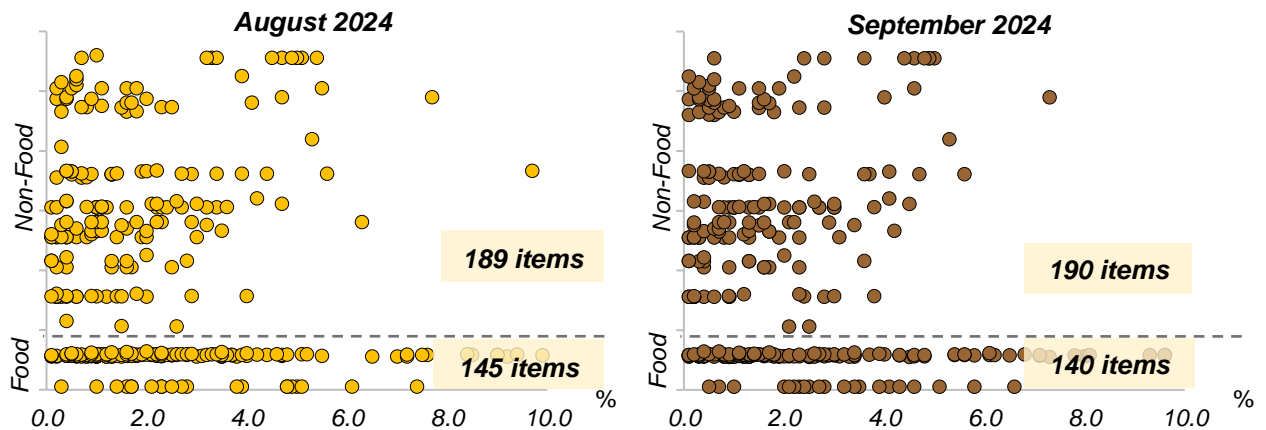 August 2024
Non-Food
Food
189 items
145 items
%
0.0 2.0 4.0 6.0 8.0 10.0
September 2024
Non-Food
Food
190 items
140 items
%
0.0 2.0 4.0 6.0 8.0 10.0